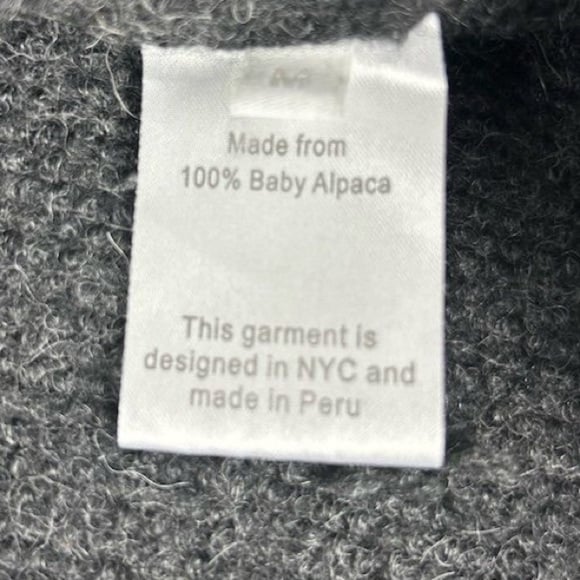 Made from
100% Baby Alpaca
This garment is
designed in NYC and
made in Peru